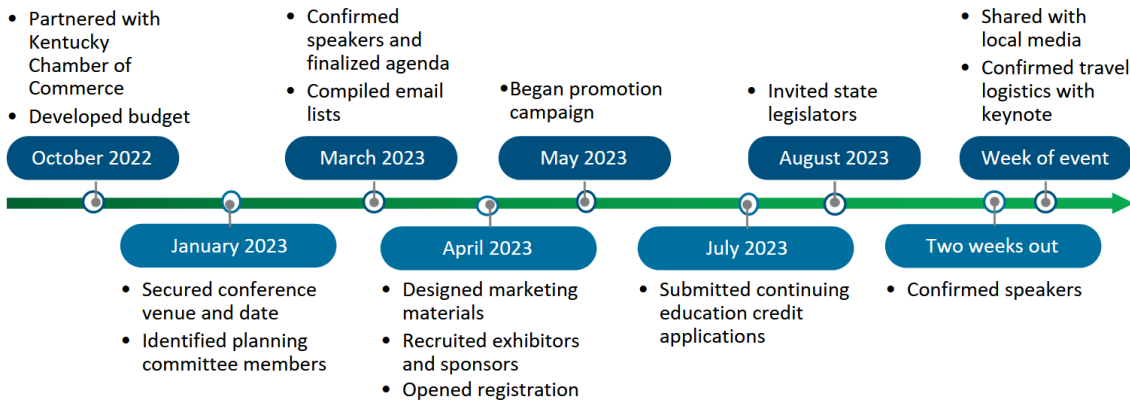 • Partnered with
Kentucky
Chamber of
Commerce
• Developed budget
October 2022
January 2023
• Secured conference
venue and date
• Identified planning
committee members
• Confirmed
speakers and
finalized agenda
• Compiled email
lists
March 2023
April 2023
• Designed marketing
materials
• Recruited exhibitors
and sponsors
• Opened registration
•Began promotion
campaign
May 2023
July 2023
• Submitted continuing
education credit
applications
• Invited state
legislators
August 2023
Two weeks out
• Confirmed speakers
• Shared with
local media
• Confirmed travel
logistics with
keynote
Week of event